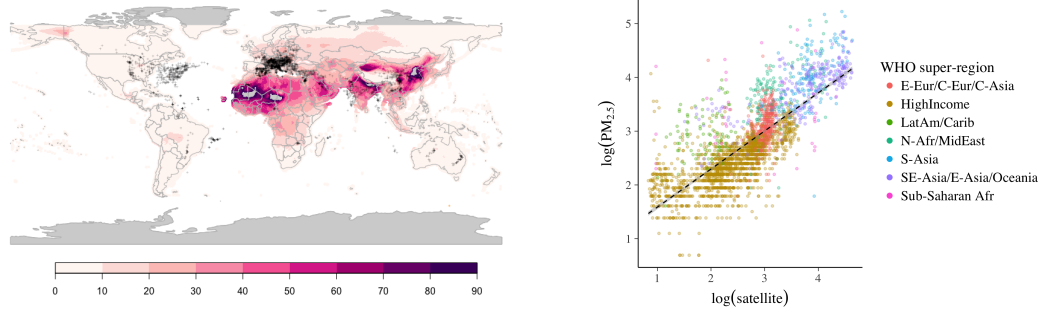 0 10 20 30 40 50 60 70 80 90
5
4
3
2
1
log(PM2.5)
1 2 3 4
log(satellite)
WHO super-region
E-Eur/C-Eur/C-Asia
HighIncome
LatAm/Carib
N-Afr/MidEast
S-Asia
SE-Asia/E-Asia/Oceania
Sub-Saharan Afr